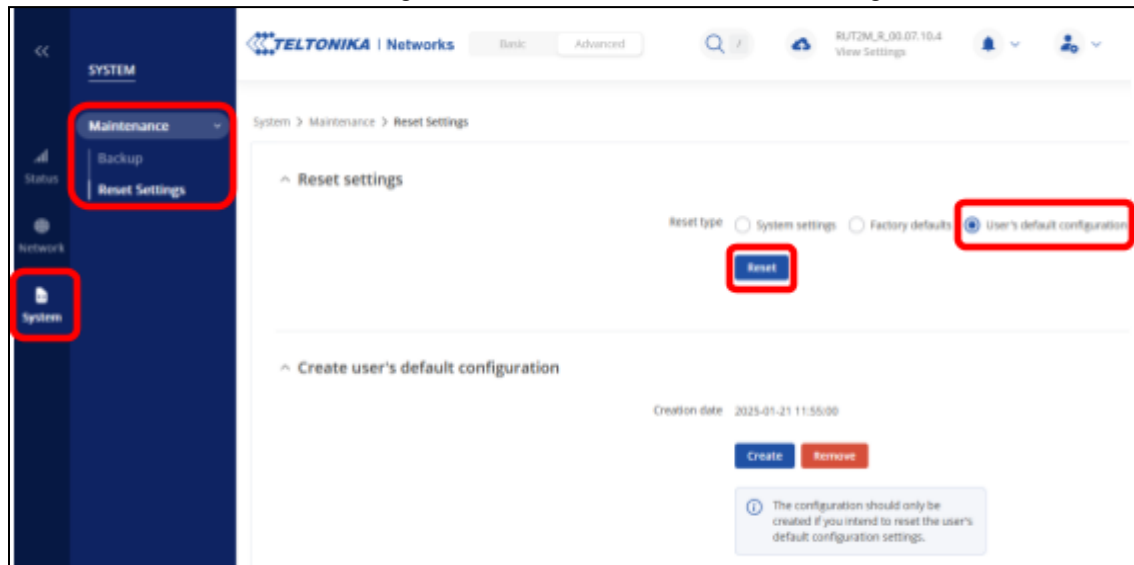 TELTONIKA | Networks
Basic
Advanced
/
RUT2M_R_00.07.10.4
View Settings
SYSTEM
Maintenance
Backup
Reset Settings
Status
Network
System
System > Maintenance > Reset Settings
Reset settings
Reset type
System settings
Factory defaults
User's default configuration
Reset
Create user's default configuration
Creation date
2025-01-21 11:55:00
Create
Remove
The configuration should only be
created if you intend to reset the user's
default configuration settings.